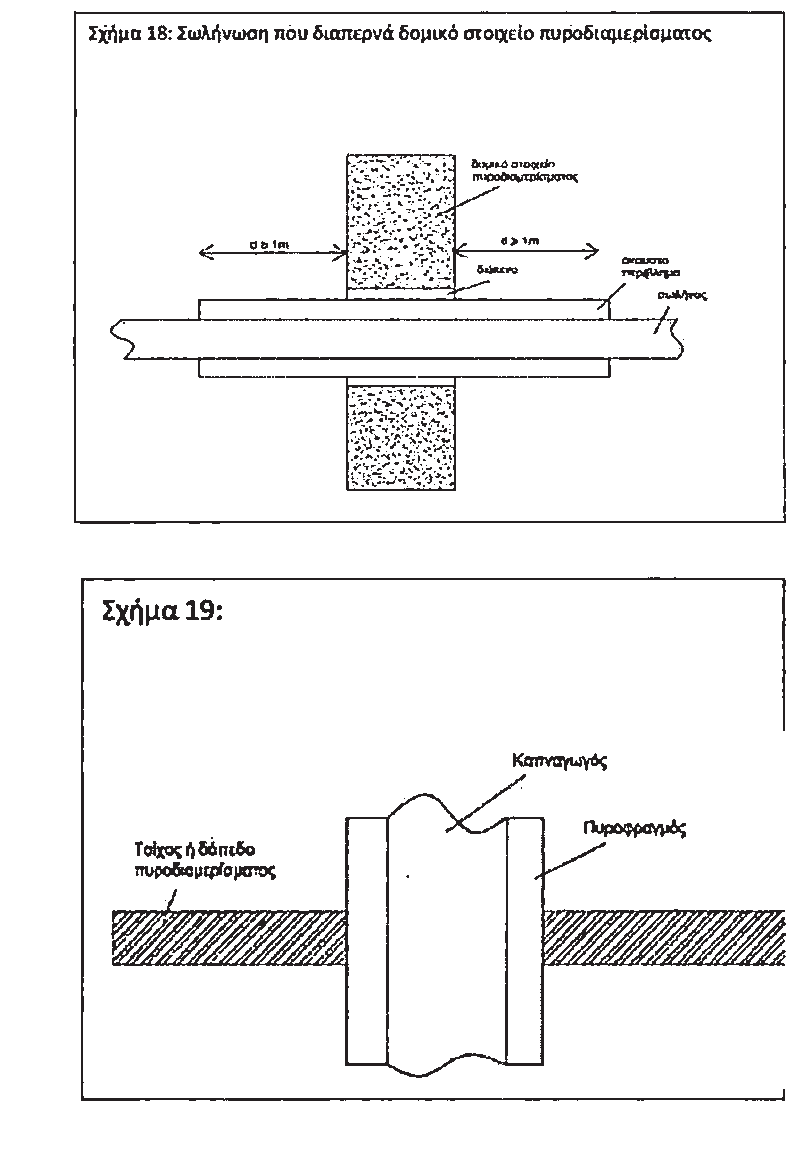 Σχήμα 18: Σωλήνωση που διαπερνά δομικό στοιχείο πυροδιαμερίσματος
δομικό στοιχείο
πυροδιαμερίσματος
d ≥ 1m
d ≥ 1m
διάκενο
άκαυστο
περίβλημα
σωλήνας
Σχήμα 19:
Καπναγωγός
Πυροφραγμός
Τοίχος ή δάπεδο
πυροδιαμερίσματος